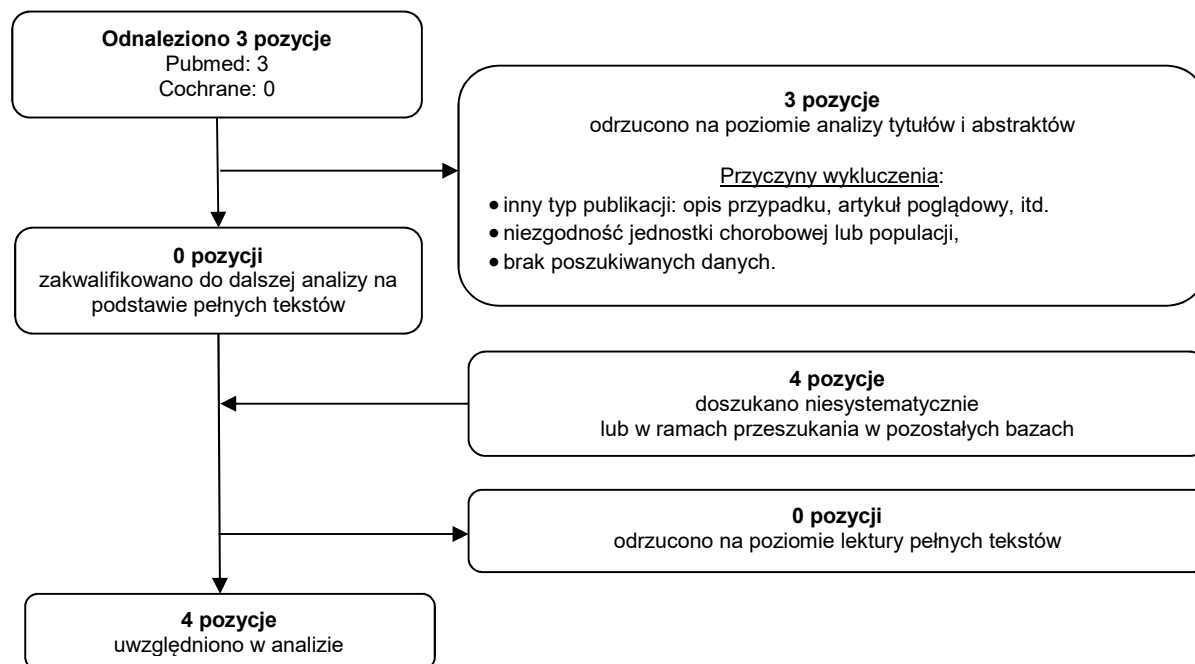 Odnaleziono 3 pozycje
Pubmed: 3
Cochrane: 0
3 pozycje
odrzucono na poziomie analizy tytułów i abstraktów
Przyczyny wykluczenia:
• inny typ publikacji: opis przypadku, artykuł poglądowy, itd.
• niezgodność jednostki chorobowej lub populacji,
• brak poszukiwanych danych.
0 pozycji
zakwalifikowano do dalszej analizy na
podstawie pełnych tekstów
4 pozycje
doszukano niesystematycznie
lub w ramach przeszukania w pozostałych bazach
0 pozycji
odrzucono na poziomie lektury pełnych tekstów
4 pozycje
uwzględniono w analizie